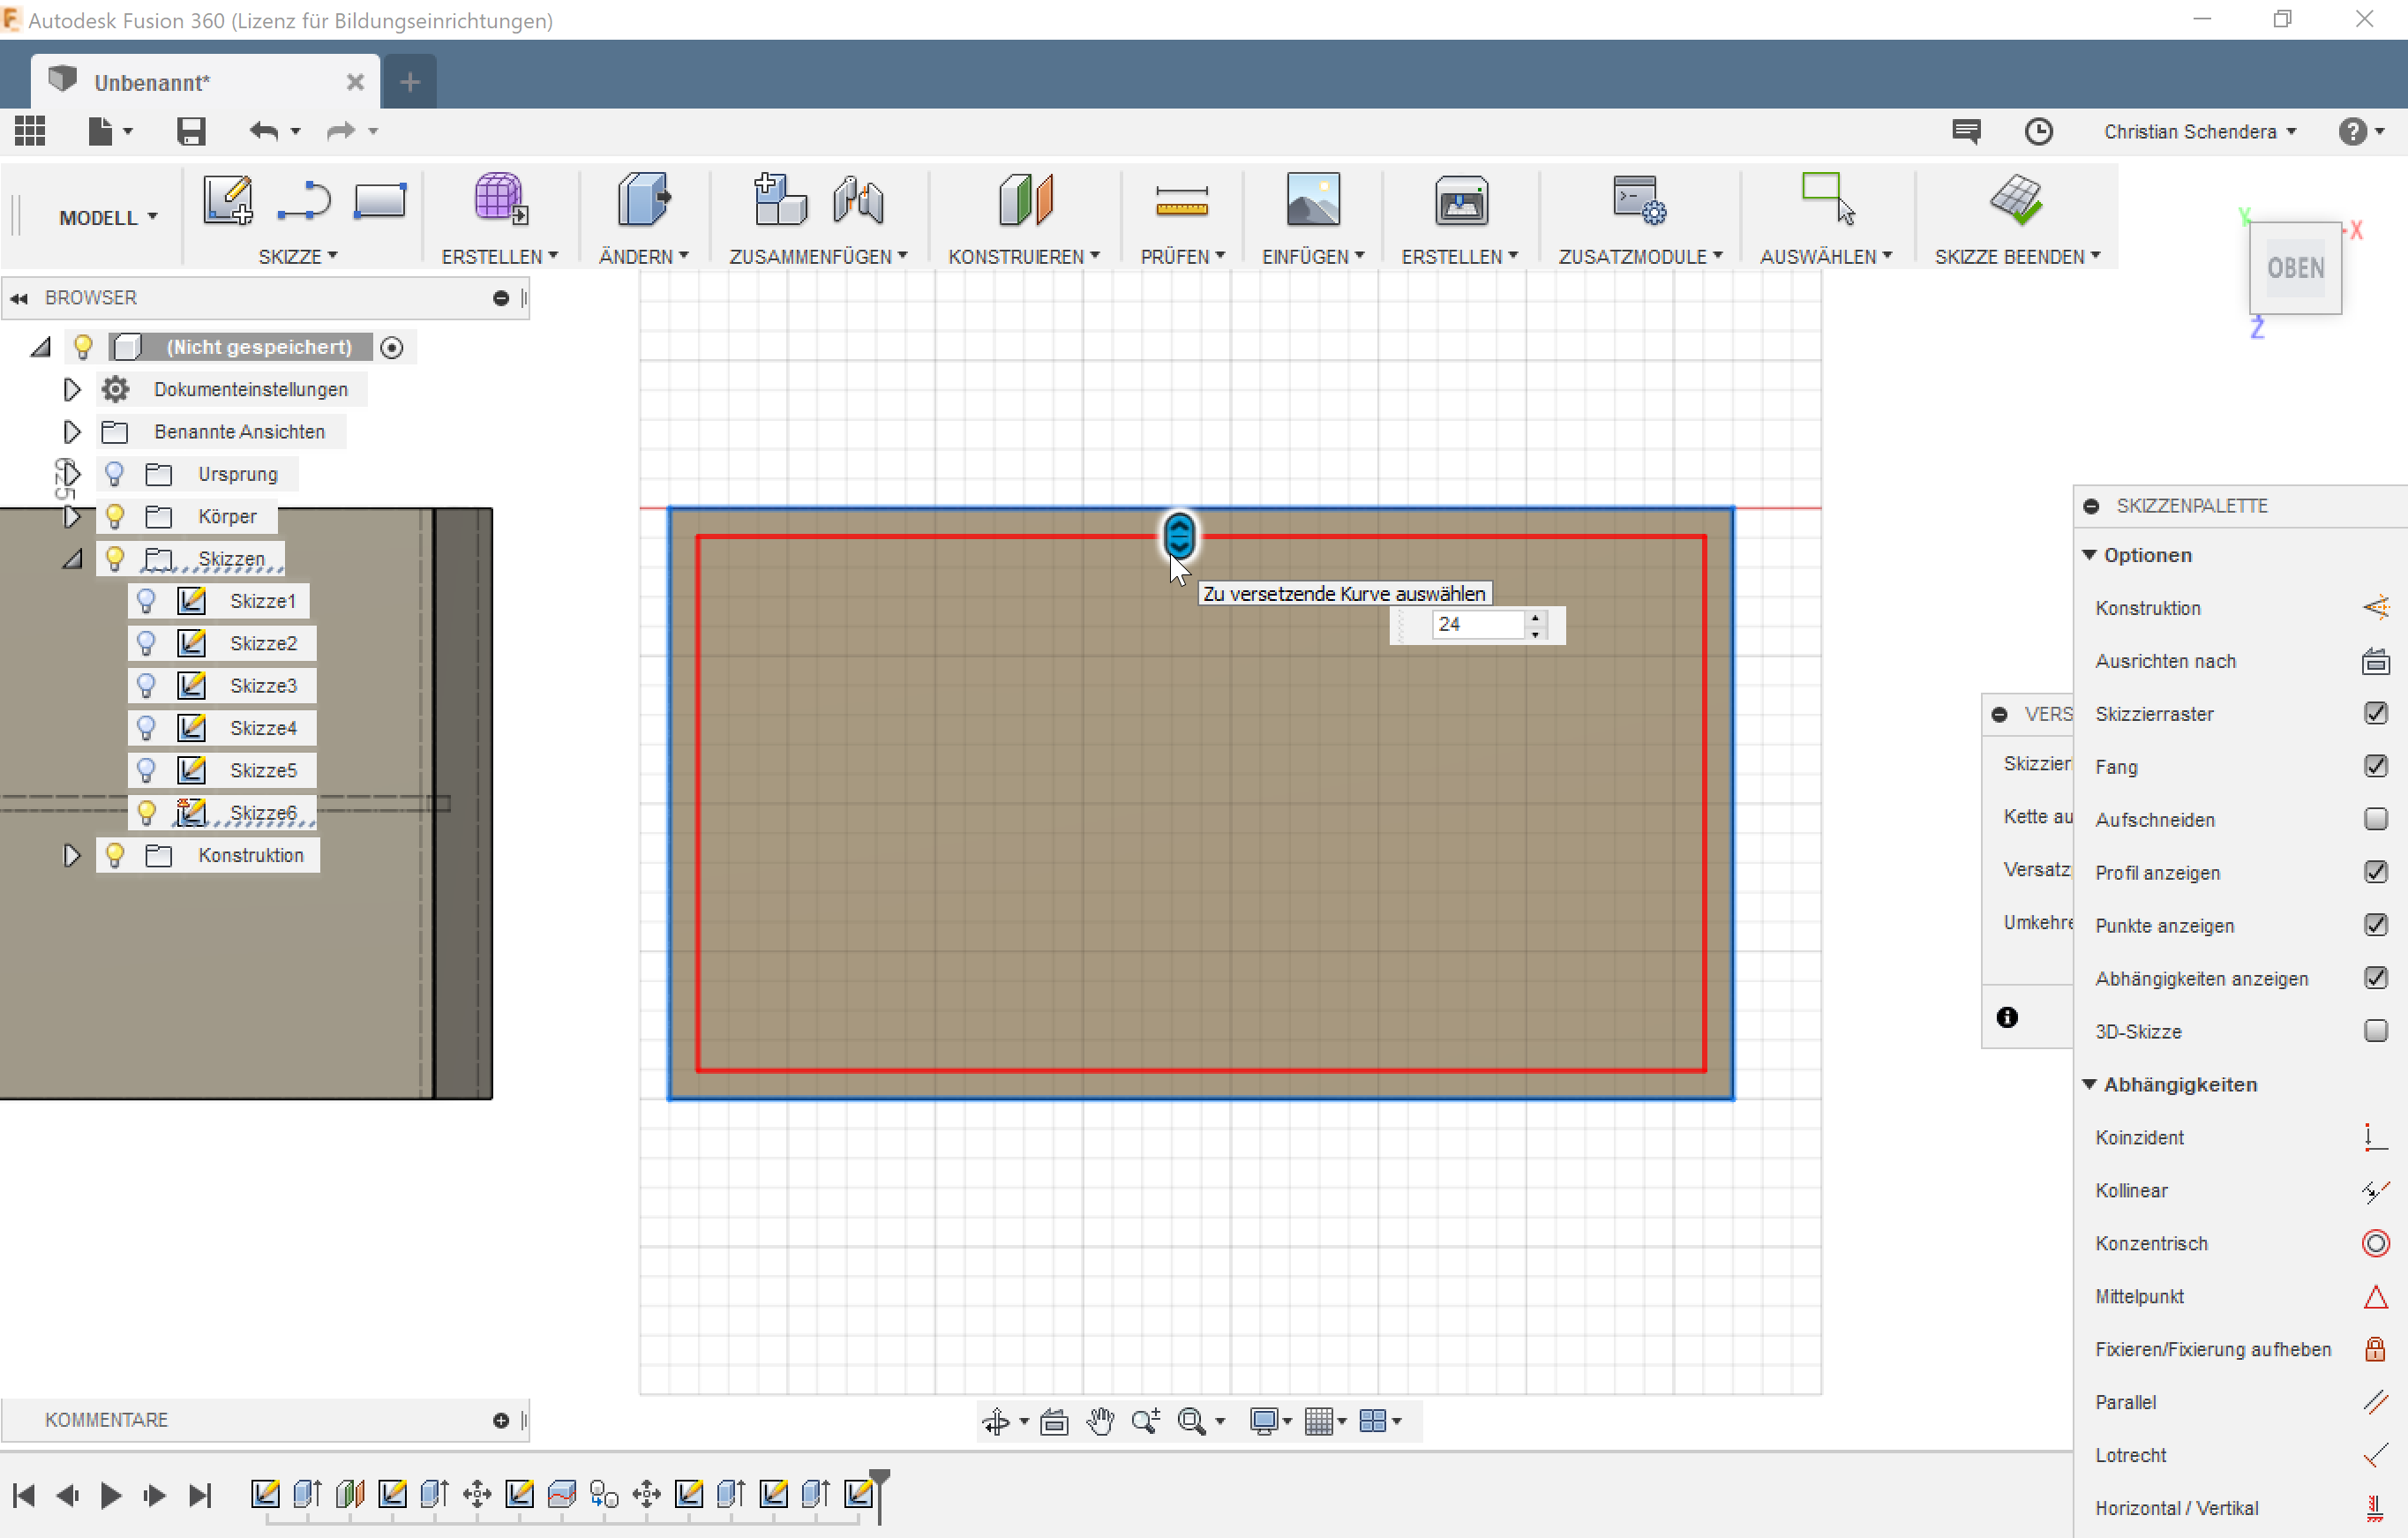 Autodesk Fusion 360 (Lizenz für Bildungseinrichtungen)
Unbenannt*
Christian Schendera
MODELL
SKIZZE
ERSTELLEN
ÄNDERN
ZUSAMMENFÜGEN
KONSTRUIEREN
PRÜFEN
EINFÜGEN
ERSTELLEN
ZUSATZMODULE
AUSWÄHLEN
SKIZZE BEENDEN
Y
X
OBEN
Z
BROWSER
(Nicht gespeichert)
Dokumenteinstellungen
Benannte Ansichten
625
Ursprung
Körper
Skizzen
Skizze1
Skizze2
Skizze3
Skizze4
Skizze5
Skizze6
Konstruktion
Zu versetzende Kurve auswählen
24
VERS
Skizzier
Kette au
Versatz
Umkehre
SKIZZENPALETTE
Optionen
Konstruktion
Ausrichten nach
Skizzierraster
Fang
Aufschneiden
Profil anzeigen
Punkte anzeigen
Abhängigkeiten anzeigen
3D-Skizze
Abhängigkeiten
Koinzident
Kollinear
Konzentrisch
Mittelpunkt
Fixieren/Fixierung aufheben
Parallel
Lotrecht
Horizontal / Vertikal
KOMMENTARE